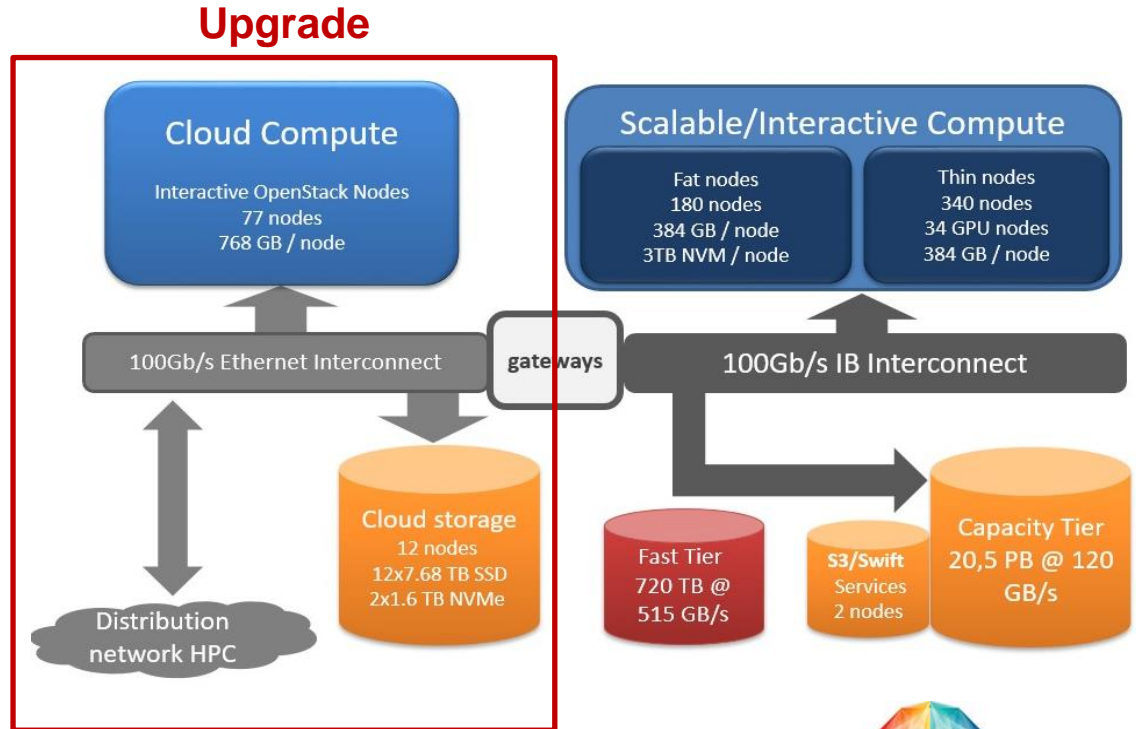 Upgrade
Cloud Compute
Interactive OpenStack Nodes
77 nodes
768 GB / node
Scalable/Interactive Compute
Fat nodes
180 nodes
384 GB / node
3TB NVM / node
Thin nodes
340 nodes
34 GPU nodes
384 GB / node
100Gb/s Ethernet Interconnect
gateways
100Gb/s IB Interconnect
Cloud storage
12 nodes
12x7.68 TB SSD
2x1.6 TB NVMe
Distribution
network HPC
Fast Tier
720 TB @
515 GB/s
S3/Swift
Services
2 nodes
Capacity Tier
20,5 PB @ 120
GB/s